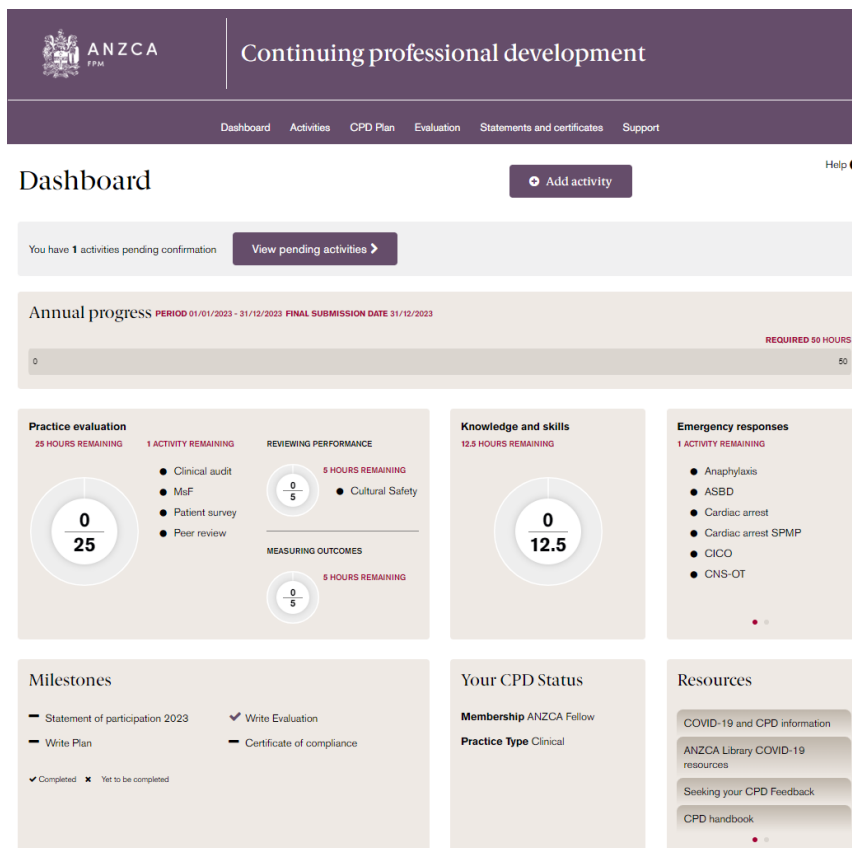 ANZCA
FPM
Continuing professional development
Dashboard Activities CPD Plan Evaluation Statements and certificates Support
Help
Dashboard
Add activity
You have 1 activities pending confirmation
View pending activities
Annual progress PERIOD 01/01/2023 - 31/12/2023 FINAL SUBMISSION DATE 31/12/2023
REQUIRED 50 HOURS
0 50
Practice evaluation
25 HOURS REMAINING
0
25
1 ACTIVITY REMAINING
Clinical audit
MsF
Patient survey
Peer review
REVIEWING PERFORMANCE
0
5
5 HOURS REMAINING
Cultural Safety
MEASURING OUTCOMES
0
5
5 HOURS REMAINING
Knowledge and skills
12.5 HOURS REMAINING
0
12.5
Emergency responses
1 ACTIVITY REMAINING
Anaphylaxis
ASBD
Cardiac arrest
Cardiac arrest SPMP
CICO
CNS-OT
Milestones
Statement of participation 2023
Write Evaluation
Write Plan
Certificate of compliance
Completed Yet to be completed
Your CPD Status
Membership ANZCA Fellow
Practice Type Clinical
Resources
COVID-19 and CPD information
ANZCA Library COVID-19
resources
Seeking your CPD Feedback
CPD handbook